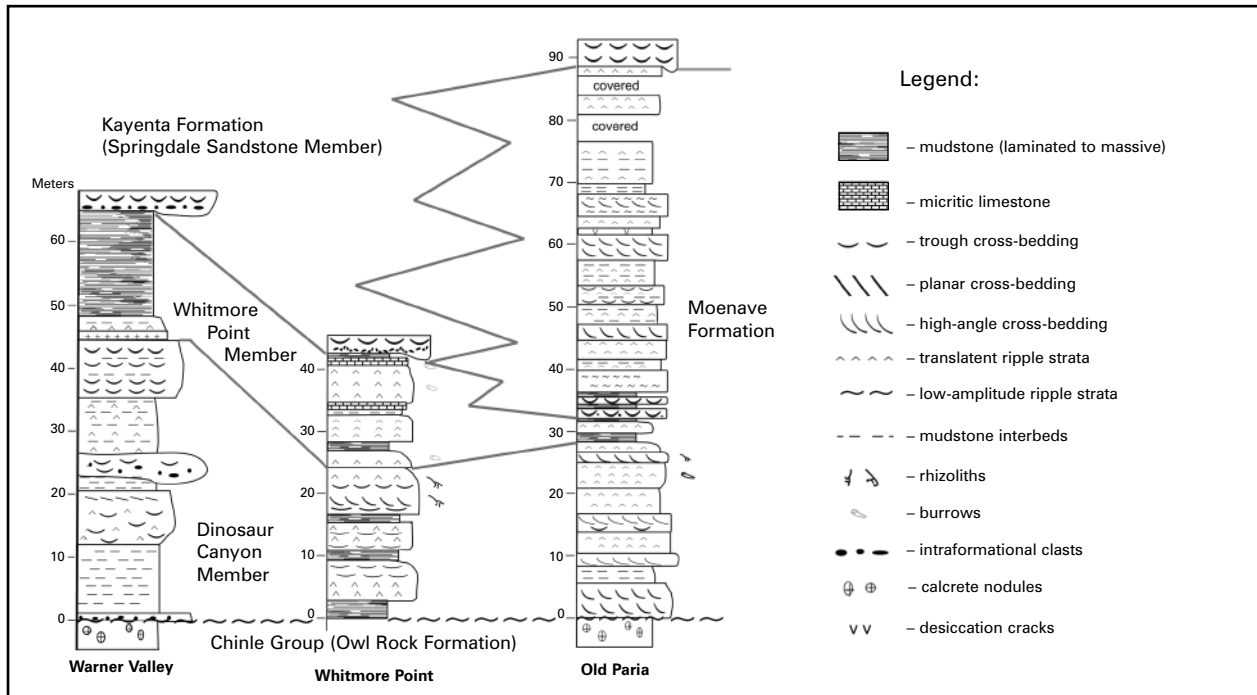 Kayenta Formation
(Springdale Sandstone Member)
Meters
60
50
40
30
20
10
0
Whitmore
Point
Member
Dinosaur
Canyon
Member
40
30
20
10
0
Chinle Group (Owl Rock Formation)
90
80
70
60
50
40
30
20
10
0
covered
covered
Moenave
Formation
Warner Valley
Whitmore Point
Old Paria
Legend:
– mudstone (laminated to massive)
– micritic limestone
– trough cross-bedding
– planar cross-bedding
– high-angle cross-bedding
– translatent ripple strata
– low-amplitude ripple strata
– mudstone interbeds
– rhizoliths
– burrows
– intraformational clasts
– calcrete nodules
– desiccation cracks